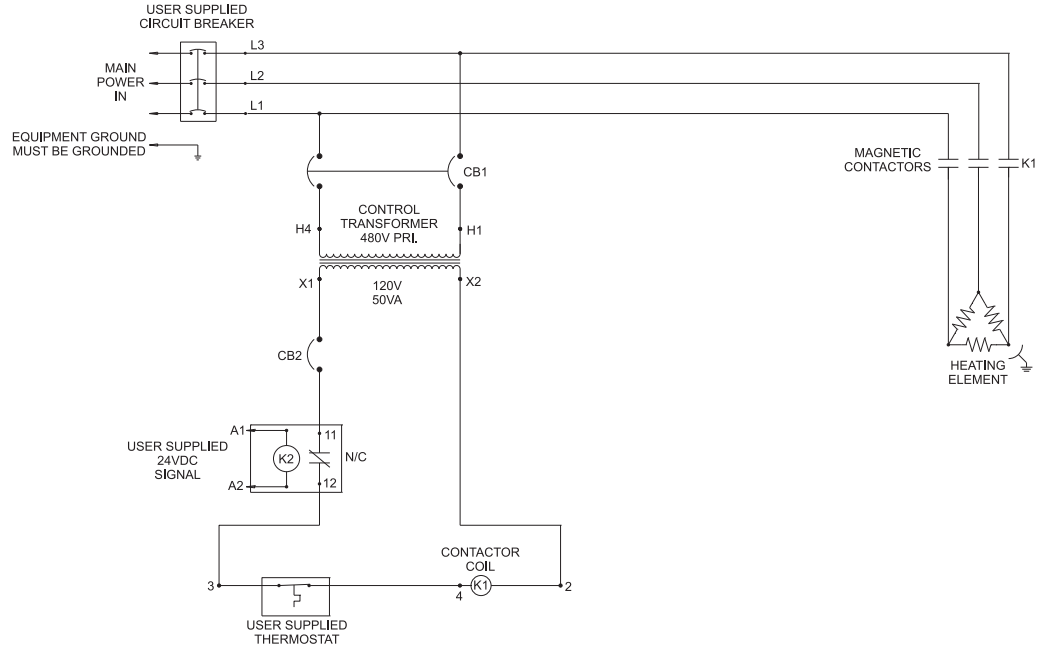 USER SUPPLIED
CIRCUIT BREAKER
L3
MAIN
POWER
IN
L2
L1
EQUIPMENT GROUND
MUST BE GROUNDED
MAGNETIC
CONTACTORS
K1
CB1
CONTROL
TRANSFORMER
480V PRI.
H4
H1
X1
X2
120V
50VA
CB2
HEATING
ELEMENT
A1
11
USER SUPPLIED
24VDC
SIGNAL
K2
N/C
A2
12
CONTACTOR
COIL
3
4
K1
2
USER SUPPLIED
THERMOSTAT